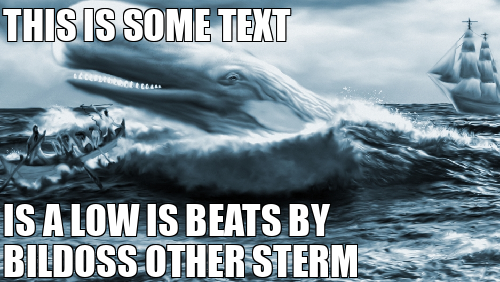 THIS IS SOME TEXT
IS A LOW IS BEATS BY
BILDOSS OTHER STERM